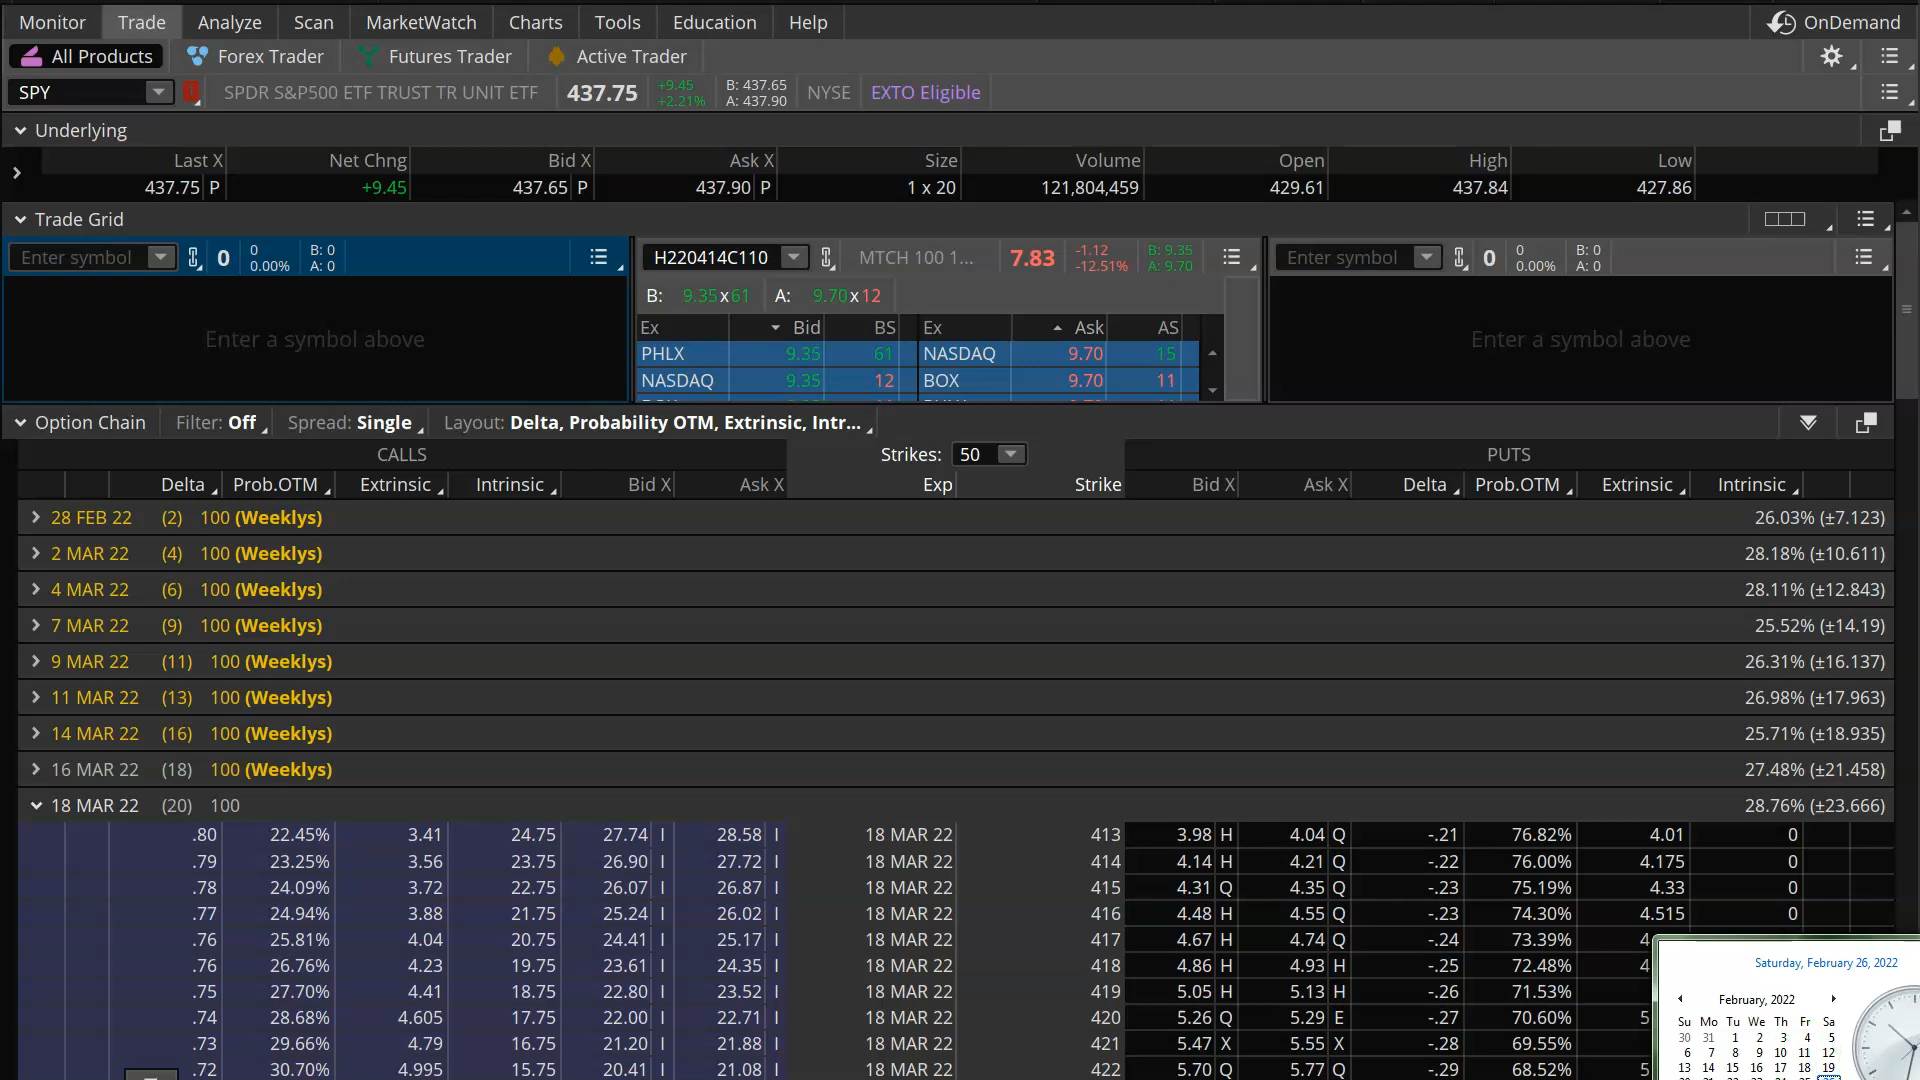 Monitor Trade Analyze Scan MarketWatch Charts Tools Education Help OnDemand
All Products Forex Trader Futures Trader Active Trader
SPY SPDR S&P500 ETF TRUST TR UNIT ETF 437.75 +9.45 +2.21% B: 437.65 A: 437.90 NYSE EXTO Eligible
Underlying
Last X Net Chng Bid X Ask X Size Volume Open High Low
437.75 P +9.45 437.65 P 437.90 P 1 x 20 121,804,459 429.61 437.84 427.86
Trade Grid
Enter symbol 0 0 0.00% B: 0 A: 0 H220414C110 MTCH 100 1... 7.83 -1.12 -12.51% B: 9.35 A: 9.70 Enter symbol 0 0 0.00% B: 0 A: 0
B: 9.35x61 A: 9.70x12
Ex Bid BS Ex Ask AS
Enter a symbol above PHLX 9.35 61 NASDAQ 9.70 15 Enter a symbol above
NASDAQ 9.35 12 BOX 9.70 11
Option Chain Filter: Off Spread: Single Layout: Delta, Probability OTM, Extrinsic, Intr...
CALLS Strikes: 50 PUTS
Delta Prob.OTM Extrinsic Intrinsic Bid X Ask X Exp Strike Bid X Ask X Delta Prob.OTM Extrinsic Intrinsic
28 FEB 22 (2) 100 (Weeklys) 26.03% (±7.123)
2 MAR 22 (4) 100 (Weeklys) 28.18% (±10.611)
4 MAR 22 (6) 100 (Weeklys) 28.11% (±12.843)
7 MAR 22 (9) 100 (Weeklys) 25.52% (±14.19)
9 MAR 22 (11) 100 (Weeklys) 26.31% (±16.137)
11 MAR 22 (13) 100 (Weeklys) 26.98% (±17.963)
14 MAR 22 (16) 100 (Weeklys) 25.71% (±18.935)
16 MAR 22 (18) 100 (Weeklys) 27.48% (±21.458)
18 MAR 22 (20) 100 28.76% (±23.666)
.80 22.45% 3.41 24.75 27.74 I 28.58 I 18 MAR 22 413 3.98 H 4.04 Q -.21 76.82% 4.01 0
.79 23.25% 3.56 23.75 26.90 I 27.72 I 18 MAR 22 414 4.14 H 4.21 Q -.22 76.00% 4.175 0
.78 24.09% 3.72 22.75 26.07 I 26.87 I 18 MAR 22 415 4.31 Q 4.35 Q -.23 75.19% 4.33 0
.77 24.94% 3.88 21.75 25.24 I 26.02 I 18 MAR 22 416 4.48 H 4.55 Q -.23 74.30% 4.515 0
.76 25.81% 4.04 20.75 24.41 I 25.17 I 18 MAR 22 417 4.67 H 4.74 Q -.24 73.39% 4
.76 26.76% 4.23 19.75 23.61 I 24.35 I 18 MAR 22 418 4.86 H 4.93 H -.25 72.48% 4
.75 27.70% 4.41 18.75 22.80 I 23.52 I 18 MAR 22 419 5.05 H 5.13 H -.26 71.53%
.74 28.68% 4.605 17.75 22.00 I 22.71 I 18 MAR 22 420 5.26 Q 5.29 E -.27 70.60% 5
.73 29.66% 4.79 16.75 21.20 I 21.88 I 18 MAR 22 421 5.47 X 5.55 X -.28 69.55%
.72 30.70% 4.995 15.75 20.41 I 21.08 I 18 MAR 22 422 5.70 Q 5.77 Q -.29 68.52% 5
Saturday, February 26, 2022
February, 2022
Su Mo Tu We Th Fr Sa
30 31 1 2 3 4 5
6 7 8 9 10 11 12
13 14 15 16 17 18 19